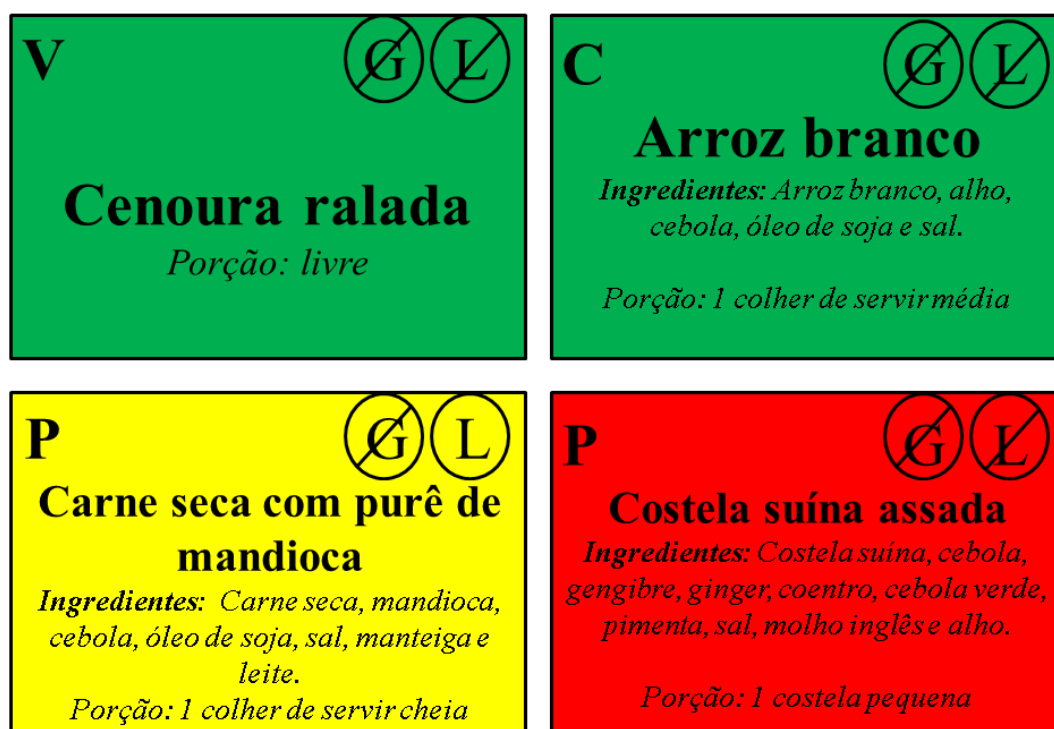 V G L
Cenoura ralada
Porção: livre
C G L
Arroz branco
Ingredientes: Arroz branco, alho,
cebola, óleo de soja e sal.
Porção: 1 colher de servir média
P G L
Carne seca com purê de
mandioca
Ingredientes: Carne seca, mandioca,
cebola, óleo de soja, sal, manteiga e
leite.
Porção: 1 colher de servir cheia
P G L
Costela suína assada
Ingredientes: Costela suína, cebola,
gengibre, ginger, coentro, cebola verde,
pimenta, sal, molho inglês e alho.
Porção: 1 costela pequena